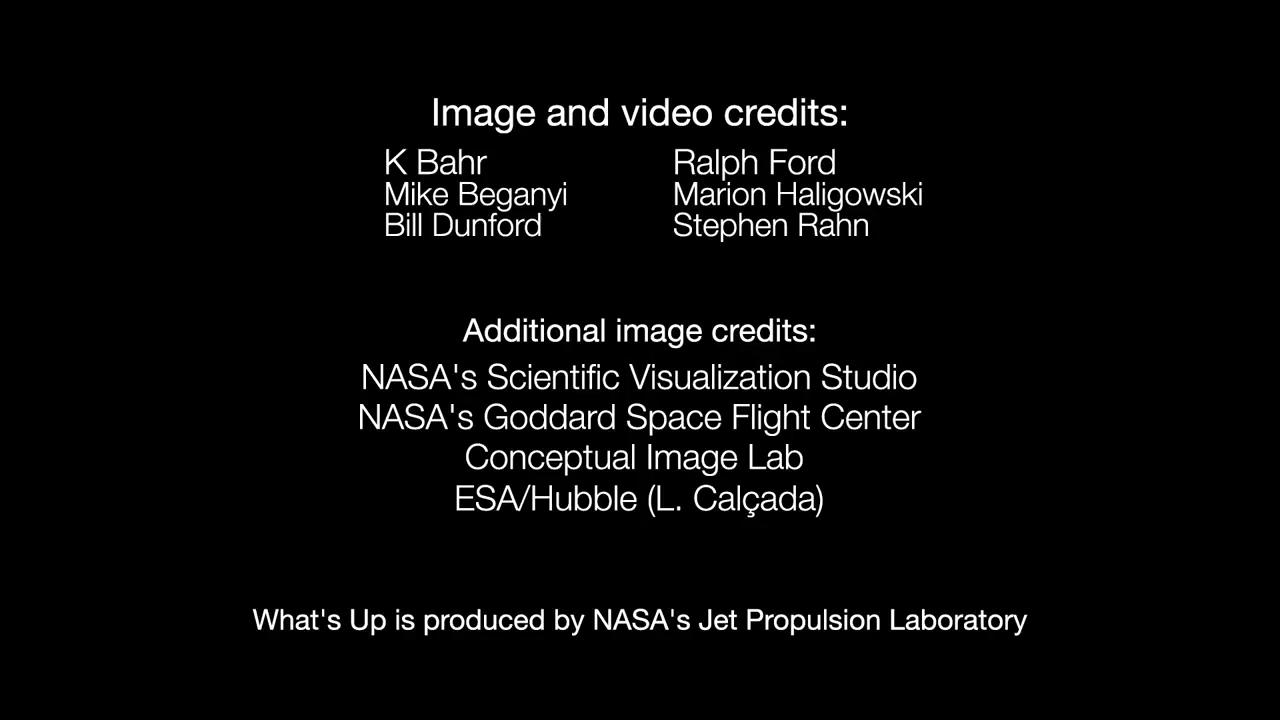 Image and video credits:
K Bahr
Mike Beganyi
Bill Dunford
Ralph Ford
Marion Haligowski
Stephen Rahn
Additional image credits:
NASA's Scientific Visualization Studio
NASA's Goddard Space Flight Center
Conceptual Image Lab
ESA/Hubble (L. Calçada)
What's Up is produced by NASA's Jet Propulsion Laboratory